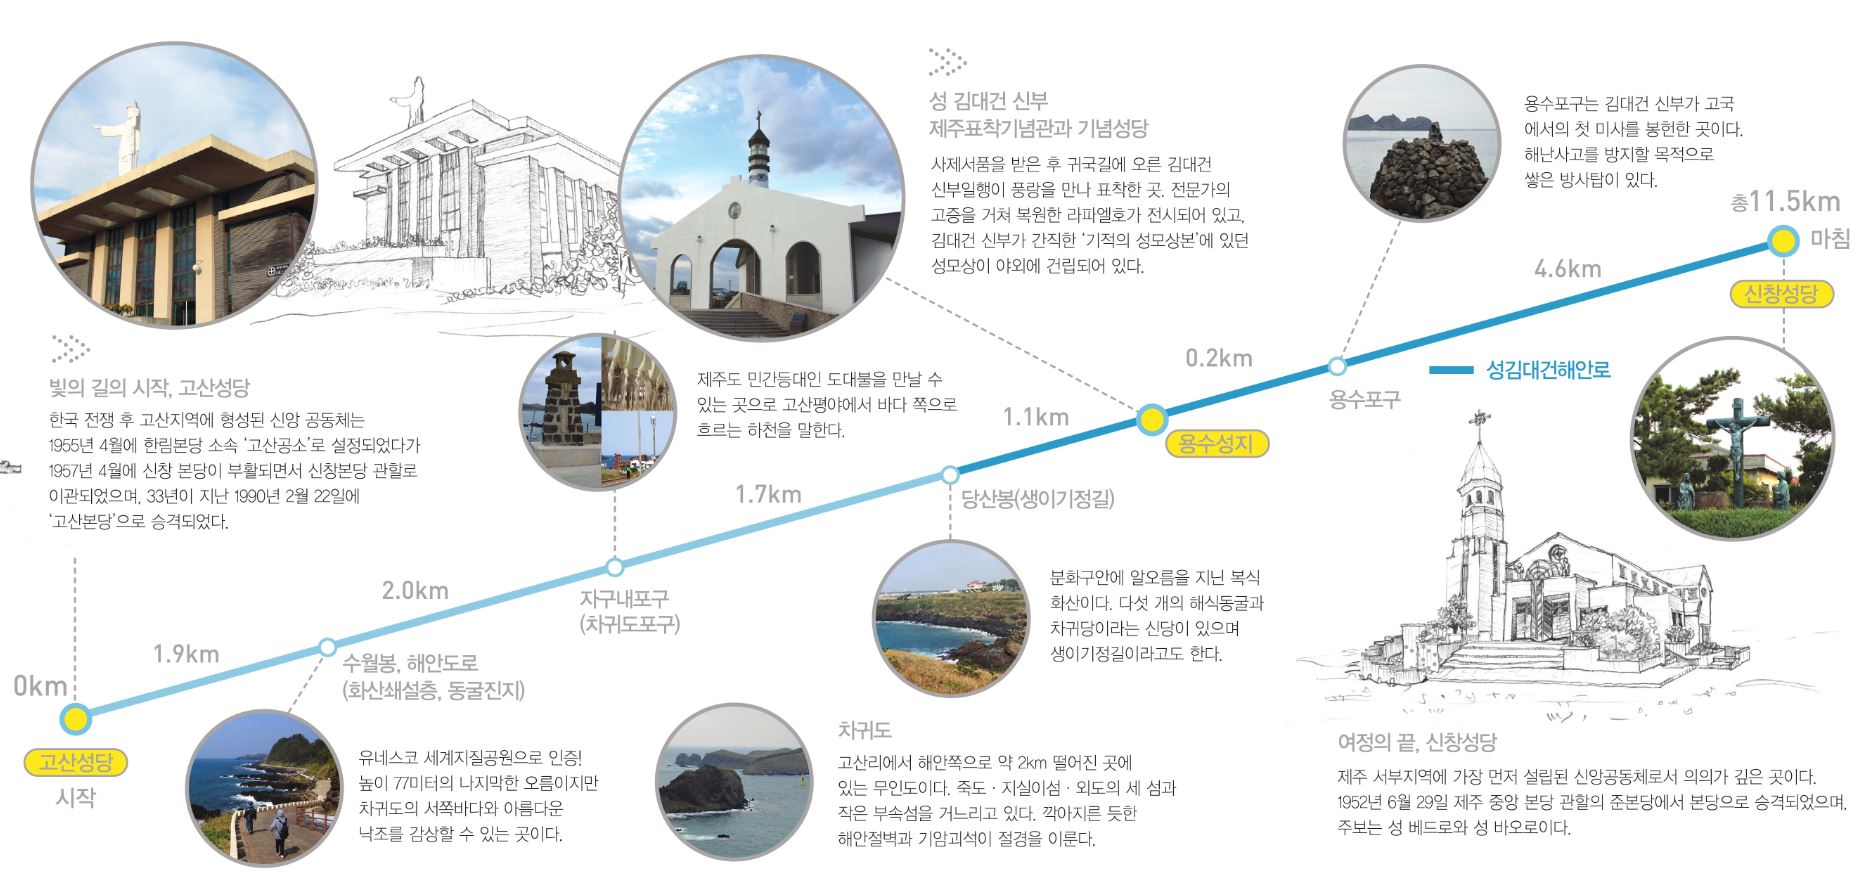 빛의 길의 시작, 고산성당
한국 전쟁 후 고산지역에 형성된 신앙 공동체는
1955년 4월에 한림본당 소속 ‘고산공소’로 설정되었다가
1957년 4월에 신창 본당이 부활되면서 신창본당 관할로
이관되었으며, 33년이 지난 1990년 2월 22일에
‘고산본당’으로 승격되었다.
0km
고산성당
시작
1.9km
수월봉, 해안도로
(화산쇄설층, 동굴진지)
유네스코 세계지질공원으로 인증!
높이 77미터의 나지막한 오름이지만
차귀도의 서쪽바다와 아름다운
낙조를 감상할 수 있는 곳이다.
2.0km
자구내포구
(차귀도포구)
제주도 민간등대인 도대불을 만날 수
있는 곳으로 고산평야에서 바다 쪽으로
흐르는 하천을 말한다.
차귀도
고산리에서 해안쪽으로 약 2km 떨어진 곳에
있는 무인도이다. 죽도 · 지실이섬 · 외도의 세 섬과
작은 부속섬을 거느리고 있다. 깍아지른 듯한
해안절벽과 기암괴석이 절경을 이룬다.
1.7km
당산봉(생이기정길)
분화구안에 알오름을 지닌 복식
화산이다. 다섯 개의 해식동굴과
차귀당이라는 신당이 있으며
생이기정길이라고도 한다.
1.1km
용수성지
성 김대건 신부
제주표착기념관과 기념성당
사제서품을 받은 후 귀국길에 오른 김대건
신부일행이 풍랑을 만나 표착한 곳. 전문가의
고증을 거쳐 복원한 라파엘호가 전시되어 있고,
김대건 신부가 간직한 ‘기적의 성모상본’에 있던
성모상이 야외에 건립되어 있다.
0.2km
용수포구
용수포구는 김대건 신부가 고국
에서의 첫 미사를 봉헌한 곳이다.
해난사고를 방지할 목적으로
쌓은 방사탑이 있다.
4.6km
총11.5km
마침
신창성당
성김대건해안로
여정의 끝, 신창성당
제주 서부지역에 가장 먼저 설립된 신앙공동체로서 의의가 깊은 곳이다.
1952년 6월 29일 제주 중앙 본당 관할의 준본당에서 본당으로 승격되었으며,
주보는 성 베드로와 성 바오로이다.